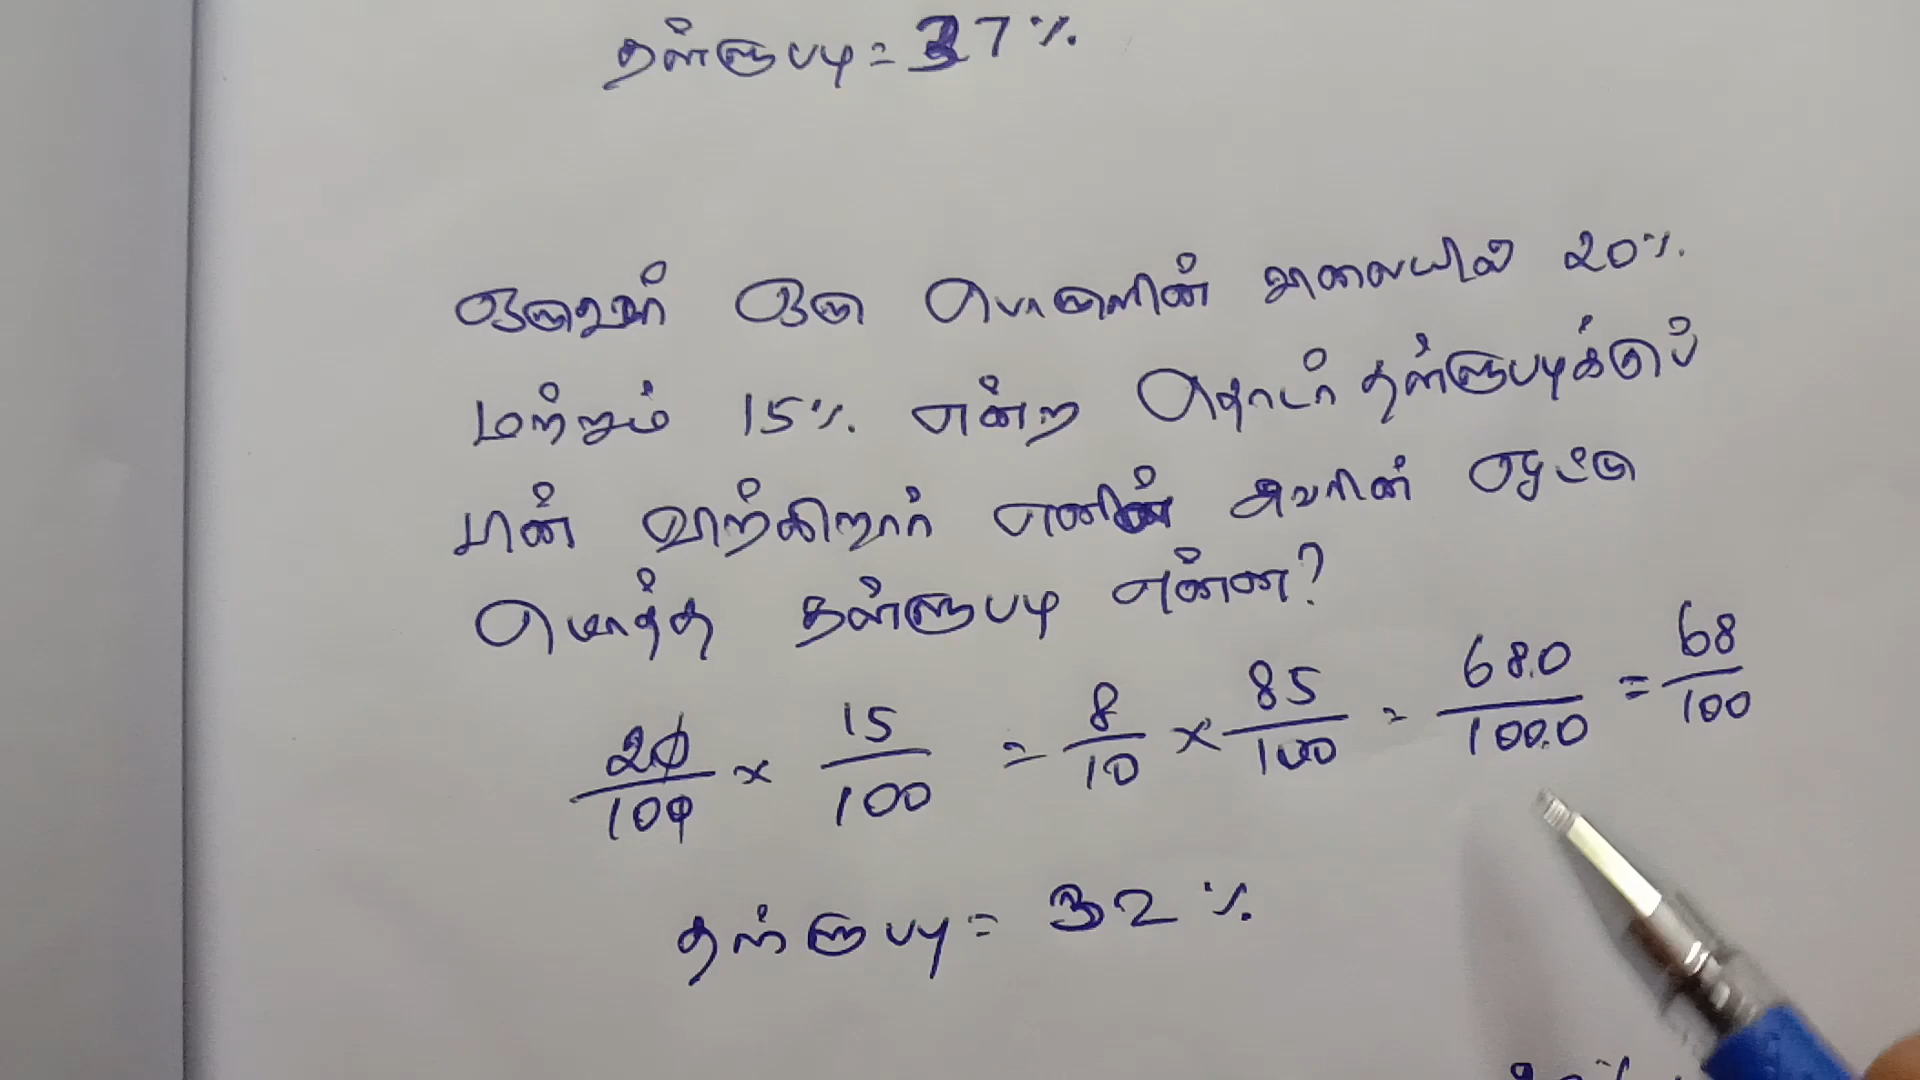 தள்ளுபடி = 37%
ஒருவர் ஒரு பொருளின் விலையில் 20%
மற்றும் 15% என்ற தொடர் தள்ளுபடிக்குப்
பின் விற்கிறார் எனின் அவரின் ஒட்டு
மொத்த தள்ளுபடி என்ன?
20/100 × 15/100 = 8/10 × 85/100 = 680/1000 = 68/100
தள்ளுபடி = 32%